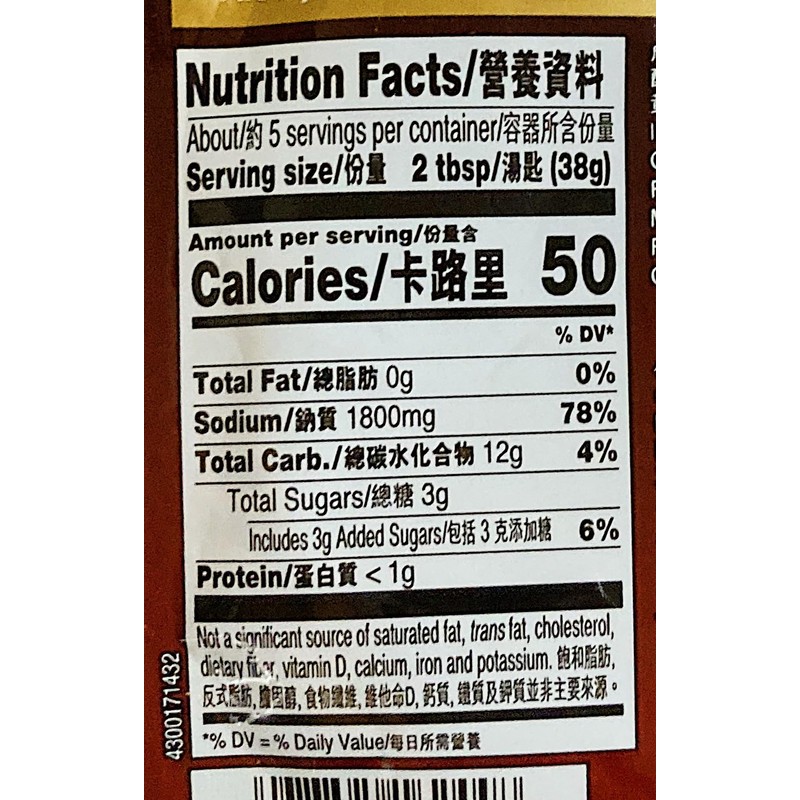 Nutrition Facts/營養資料
About/約 5 servings per container/容器所含份量
Serving size/份量 2 tbsp/湯匙 (38g)
Amount per serving/份量含
Calories/卡路里 50
% DV*
Total Fat/總脂肪 0g 0%
Sodium/鈉質 1800mg 78%
Total Carb./總碳水化合物 12g 4%
Total Sugars/總糖 3g
Includes 3g Added Sugars/包括 3 克添加糖 6%
Protein/蛋白質 < 1g
Not a significant source of saturated fat, trans fat, cholesterol,
dietary fiber, vitamin D, calcium, iron and potassium. 飽和脂肪,
反式脂肪, 膽固醇, 食物纖維, 維他命D, 鈣質, 鐵質及鉀質並非主要來源。
*% DV = % Daily Value/每日所需營養
4300171432